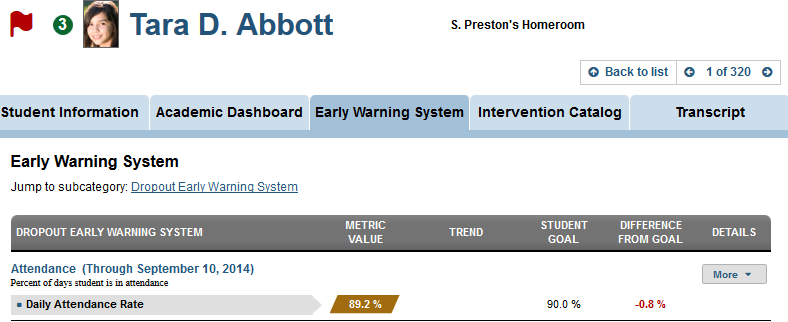 3 Tara D. Abbott
S. Preston's Homeroom
Back to list 1 of 320
Student Information Academic Dashboard Early Warning System Intervention Catalog Transcript
Early Warning System
Jump to subcategory: Dropout Early Warning System
DROPOUT EARLY WARNING SYSTEM METRIC VALUE TREND STUDENT GOAL DIFFERENCE FROM GOAL DETAILS
Attendance (Through September 10, 2014) More
Percent of days student is in attendance
Daily Attendance Rate 89.2 % 90.0 % -0.8 %